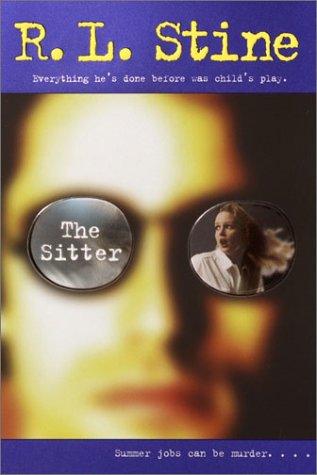 R. L. Stine
Everything he's done before was child's play.
The
Sitter
Summer jobs can be murder. . . .